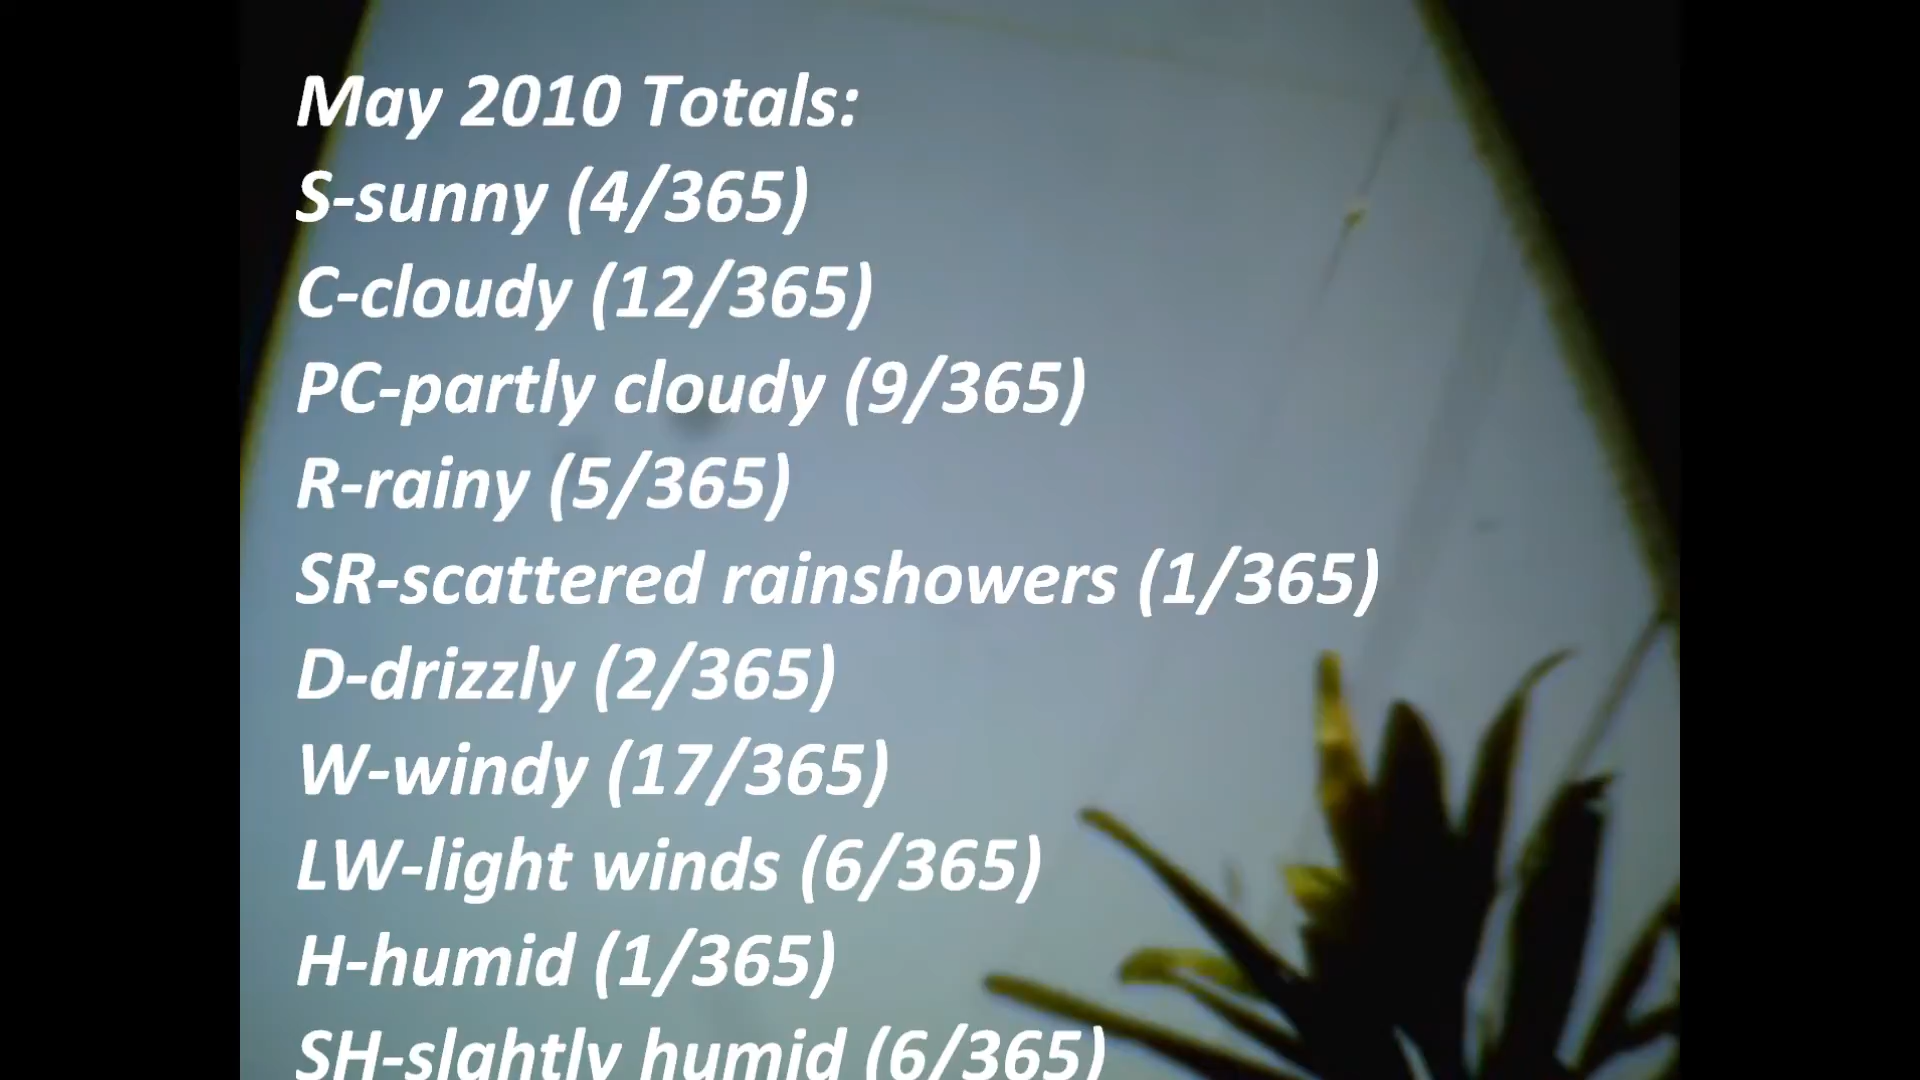 May 2010 Totals:
S-sunny (4/365)
C-cloudy (12/365)
PC-partly cloudy (9/365)
R-rainy (5/365)
SR-scattered rainshowers (1/365)
D-drizzly (2/365)
W-windy (17/365)
LW-light winds (6/365)
H-humid (1/365)
SH-slghtly humid (6/365)